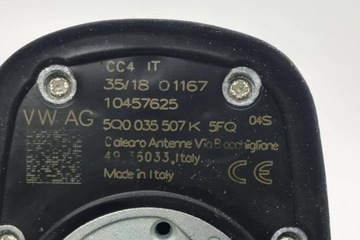 CC4 IT
35/18 01167
10457625
VW AG 5Q0 035 507 K 5FQ 04S
Calearo Antenne Via Bacchiglione
49, 36033, Italy
Made in Italy CE